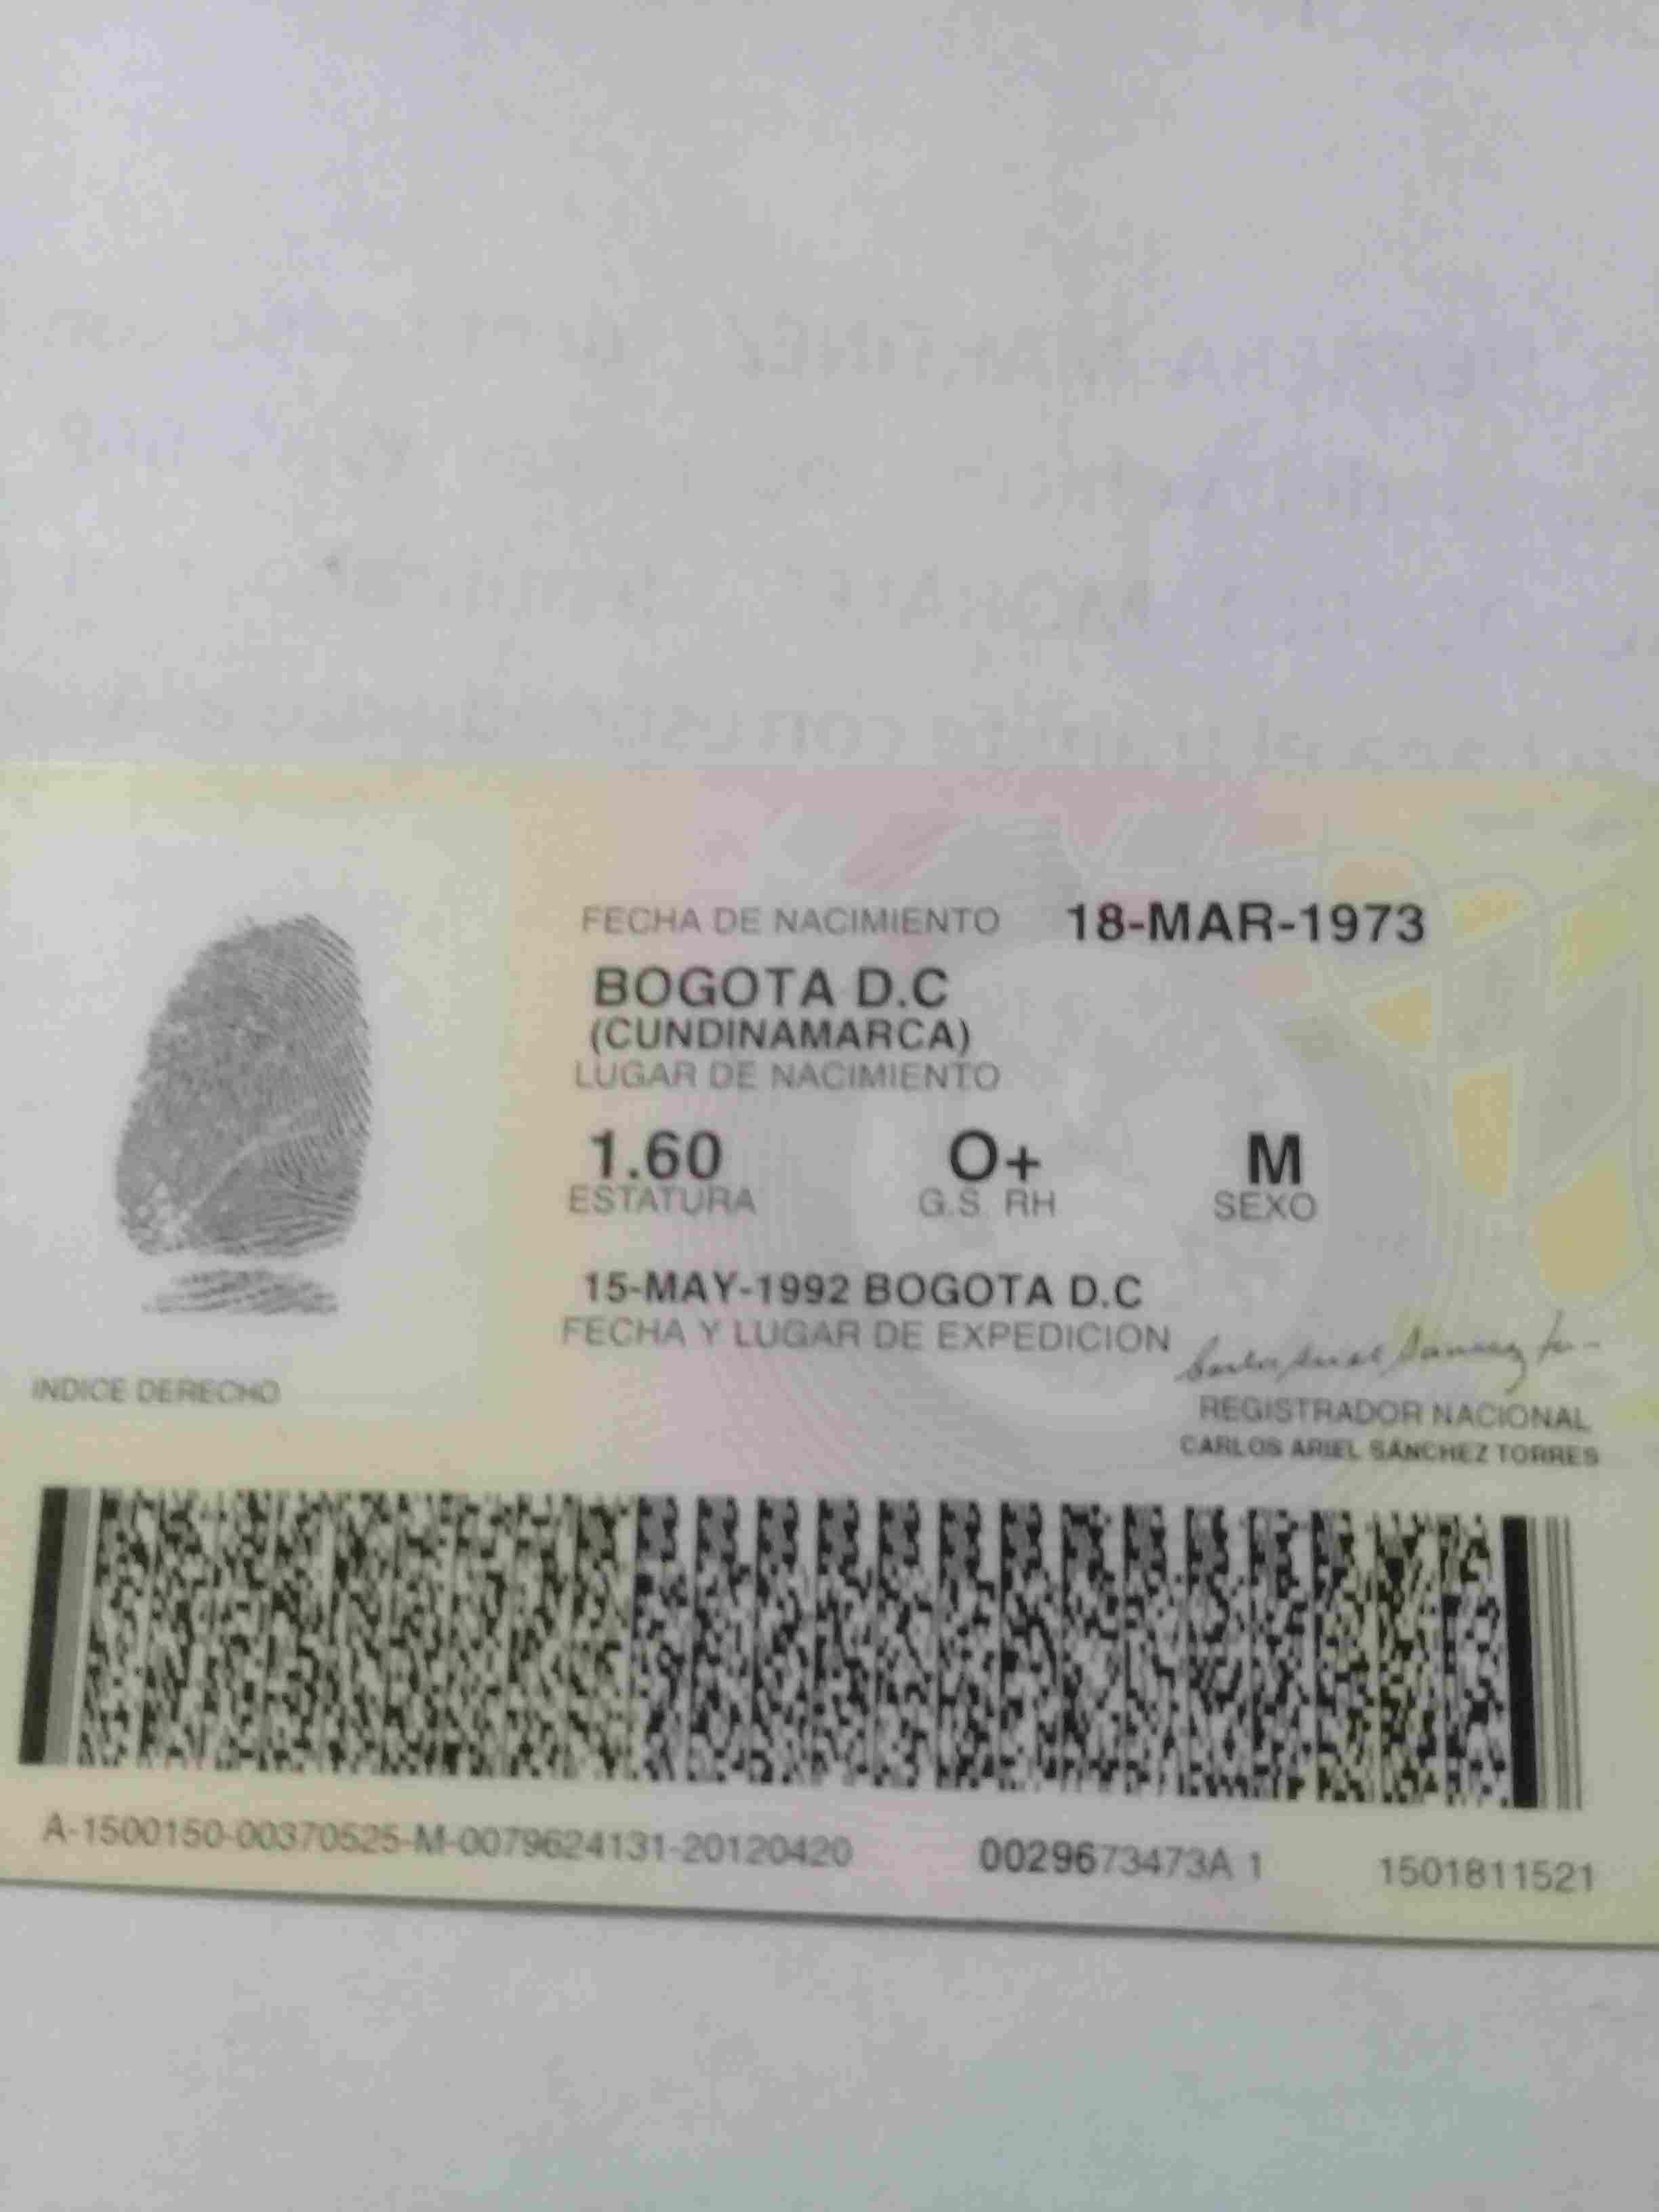 FECHA DE NACIMIENTO 18-MAR-1973
BOGOTA D.C
(CUNDINAMARCA)
LUGAR DE NACIMIENTO
1.60 O+ M
ESTATURA G.S. RH SEXO
15-MAY-1992 BOGOTA D.C
FECHA Y LUGAR DE EXPEDICION
INDICE DERECHO
REGISTRADOR NACIONAL
CARLOS ARIEL SÁNCHEZ TORRES
A-1500150-00370525-M-0079624131-20120420 0029673473A 1 1501811521